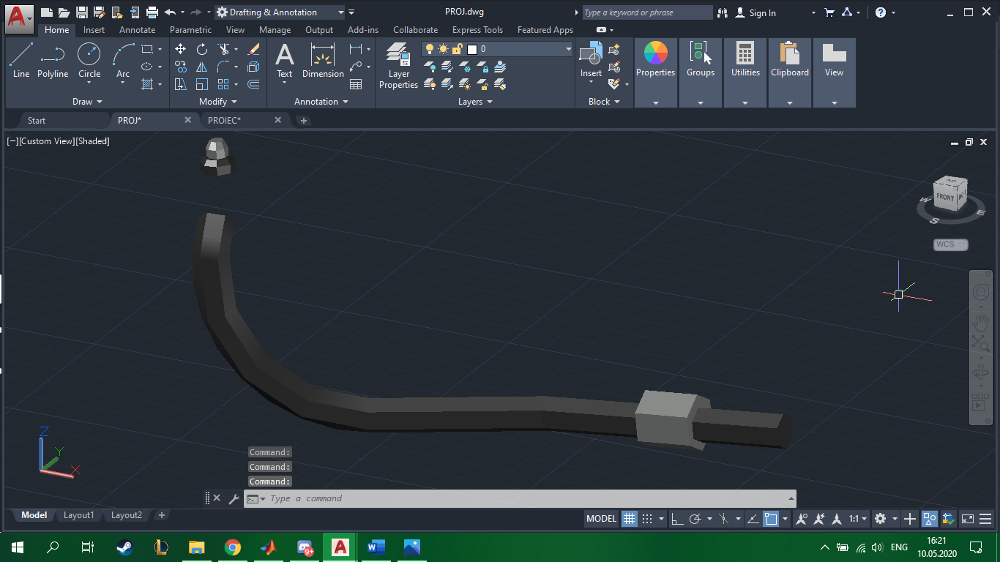 Drafting & Annotation
PROJ.dwg
Type a keyword or phrase
Sign In
Home Insert Annotate Parametric View Manage Output Add-ins Collaborate Express Tools Featured Apps
Line Polyline Circle Arc
Draw
Modify
Text Dimension
Annotation
Layer
Properties
0
Layers
Insert
Block
Properties Groups Utilities Clipboard View
Start PROJ* PROIEC*
[−][Custom View][Shaded]
FRONT
W
S
E
WCS
Z
Y
X
Command:
Command:
Command:
Type a command
Model Layout1 Layout2
MODEL
1:1
9+
ENG
16:21
10.05.2020